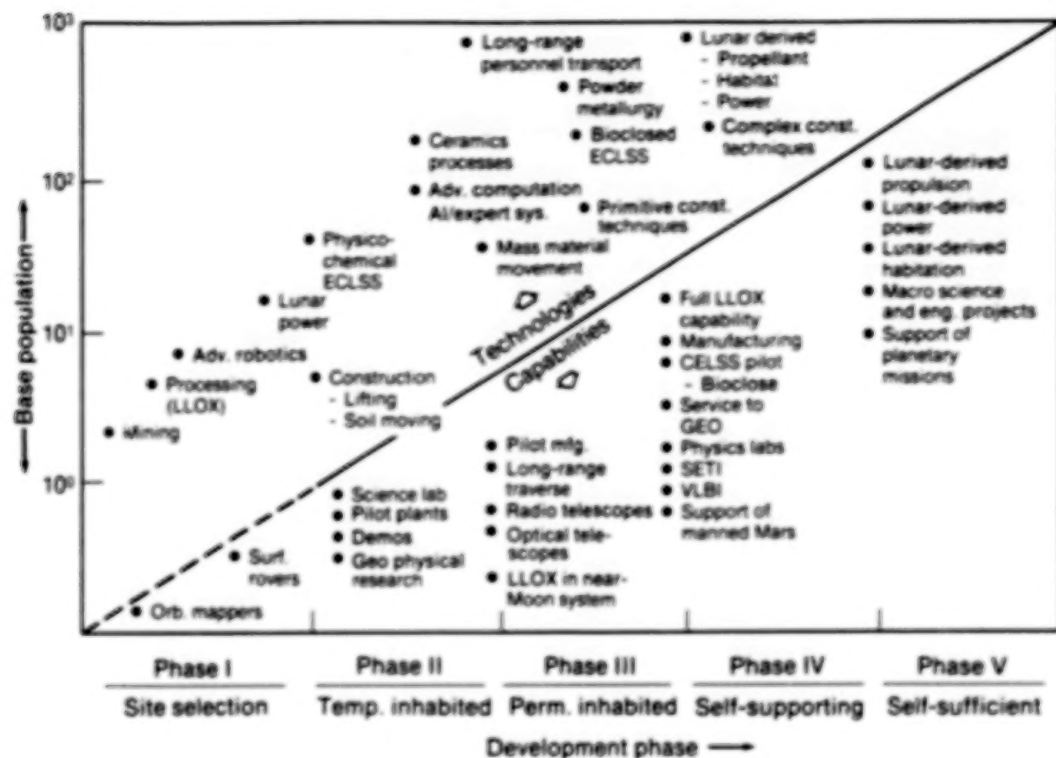 10³
10²
10¹
10⁰
Base population
Long-range
personnel transport
Powder
metallurgy
Bioclosed
ECLSS
Lunar derived
- Propellant
- Habitat
- Power
Complex const.
techniques
Ceramics
processes
Adv. computation
AI/expert sys.
Primitive const.
techniques
Physico-
chemical
ECLSS
Mass material
movement
Lunar
power
Adv. robotics
Processing
(LLOX)
Mining
Construction
- Lifting
- Soil moving
Technologies
Capabilities
Lunar-derived
propulsion
Lunar-derived
power
Lunar-derived
habitation
Macro science
and eng. projects
Support of
planetary
missions
Full LLOX
capability
Manufacturing
CELSS pilot
- Bioclose
Service to
GEO
Physics labs
SETI
VLBI
Support of
manned Mars
Pilot mfg.
Long-range
traverse
Radio telescopes
Optical tele-
scopes
LLOX in near-
Moon system
Science lab
Pilot plants
Demos
Geo physical
research
Surf.
rovers
Orb. mappers
Phase I
Site selection
Phase II
Temp. inhabited
Phase III
Perm. inhabited
Phase IV
Self-supporting
Phase V
Self-sufficient
Development phase